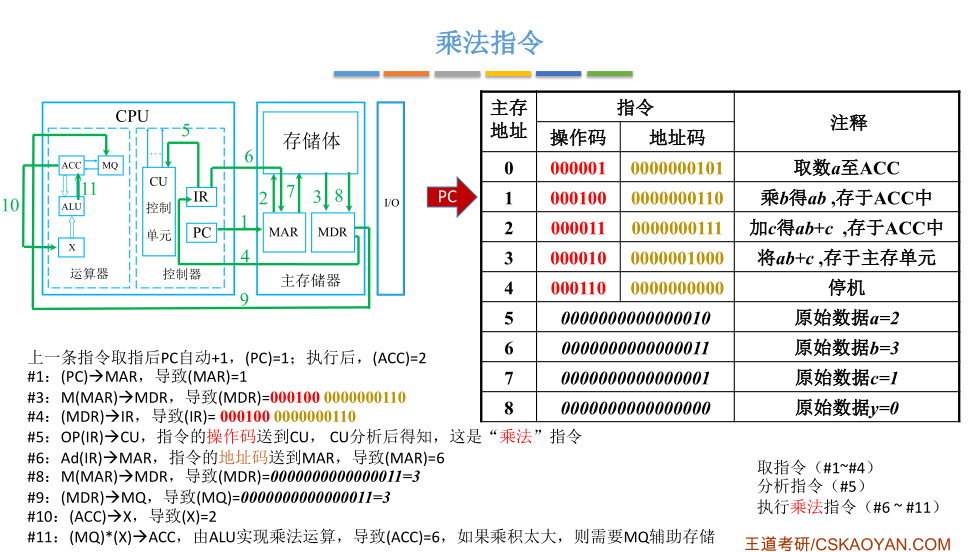 乘法指令
CPU
ACC
MQ
ALU
X
运算器
...
CU
控制
单元
IR
PC
控制器
存储体
MAR
MDR
主存储器
I/O
5
6
11
10
2
7
3
8
1
4
9
PC
主存地址 指令 注释
操作码 地址码
0 000001 0000000101 取数a至ACC
1 000100 0000000110 乘b得ab ,存于ACC中
2 000011 0000000111 加c得ab+c ,存于ACC中
3 000010 0000001000 将ab+c ,存于主存单元
4 000110 0000000000 停机
5 0000000000000010 原始数据a=2
6 0000000000000011 原始数据b=3
7 0000000000000001 原始数据c=1
8 0000000000000000 原始数据y=0
上一条指令取指后PC自动+1，(PC)=1；执行后，(ACC)=2
#1：(PC)→MAR，导致(MAR)=1
#3：M(MAR)→MDR，导致(MDR)=000100 0000000110
#4：(MDR)→IR，导致(IR)= 000100 0000000110
#5：OP(IR)→CU，指令的操作码送到CU， CU分析后得知，这是“乘法”指令
#6：Ad(IR)→MAR，指令的地址码送到MAR，导致(MAR)=6
#8：M(MAR)→MDR，导致(MDR)=0000000000000011=3
#9：(MDR)→MQ，导致(MQ)=0000000000000011=3
#10：(ACC)→X，导致(X)=2
#11：(MQ)*(X)→ACC，由ALU实现乘法运算，导致(ACC)=6，如果乘积太大，则需要MQ辅助存储
取指令（#1~#4）
分析指令（#5）
执行乘法指令（#6 ~ #11）
王道考研/CSKAOYAN.COM